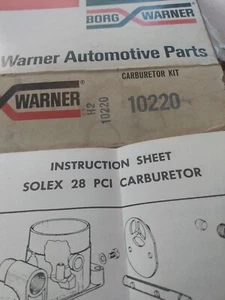 BORG WARNER
Warner Automotive Parts
CARBURETOR KIT
WARNER
H2
10220
10220
INSTRUCTION SHEET
SOLEX 28 PCI CARBURETOR